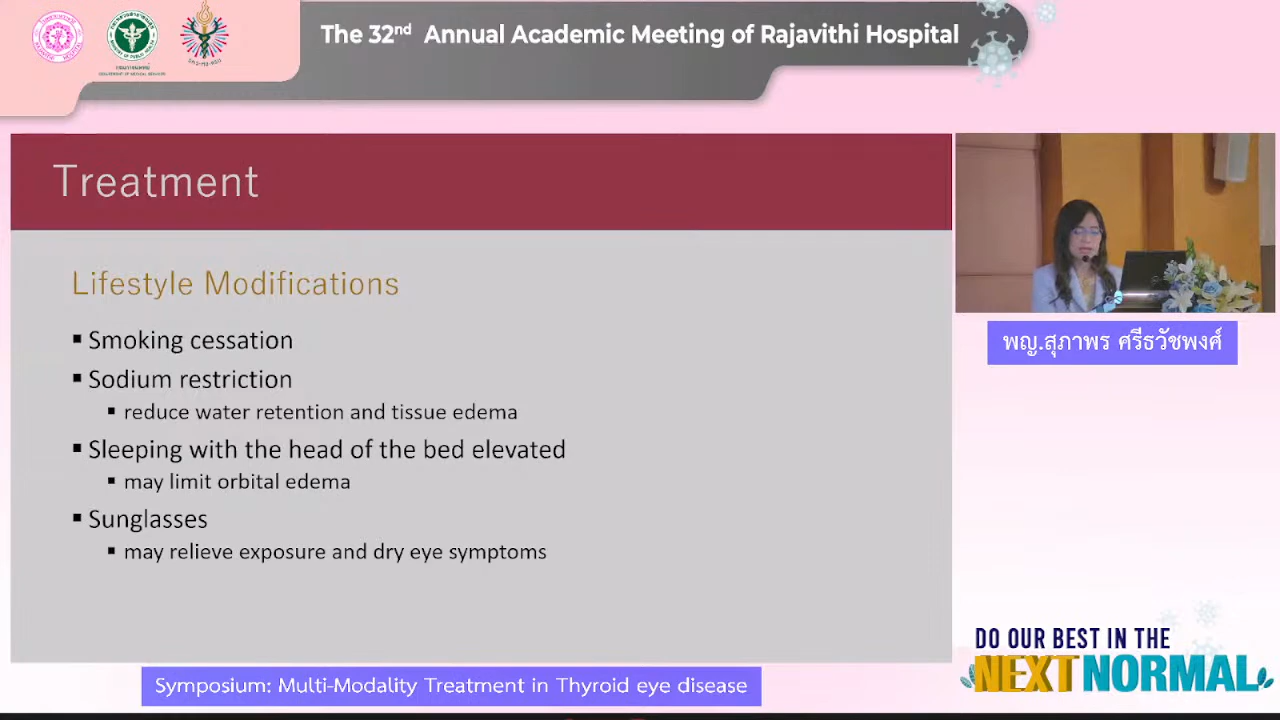 The 32nd Annual Academic Meeting of Rajavithi Hospital
Treatment
Lifestyle Modifications
▪ Smoking cessation
▪ Sodium restriction
▪ reduce water retention and tissue edema
▪ Sleeping with the head of the bed elevated
▪ may limit orbital edema
▪ Sunglasses
▪ may relieve exposure and dry eye symptoms
พญ.สุภาพร ศรีธวัชพงศ์
DO OUR BEST IN THE
NEXT NORMAL
Symposium: Multi-Modality Treatment in Thyroid eye disease